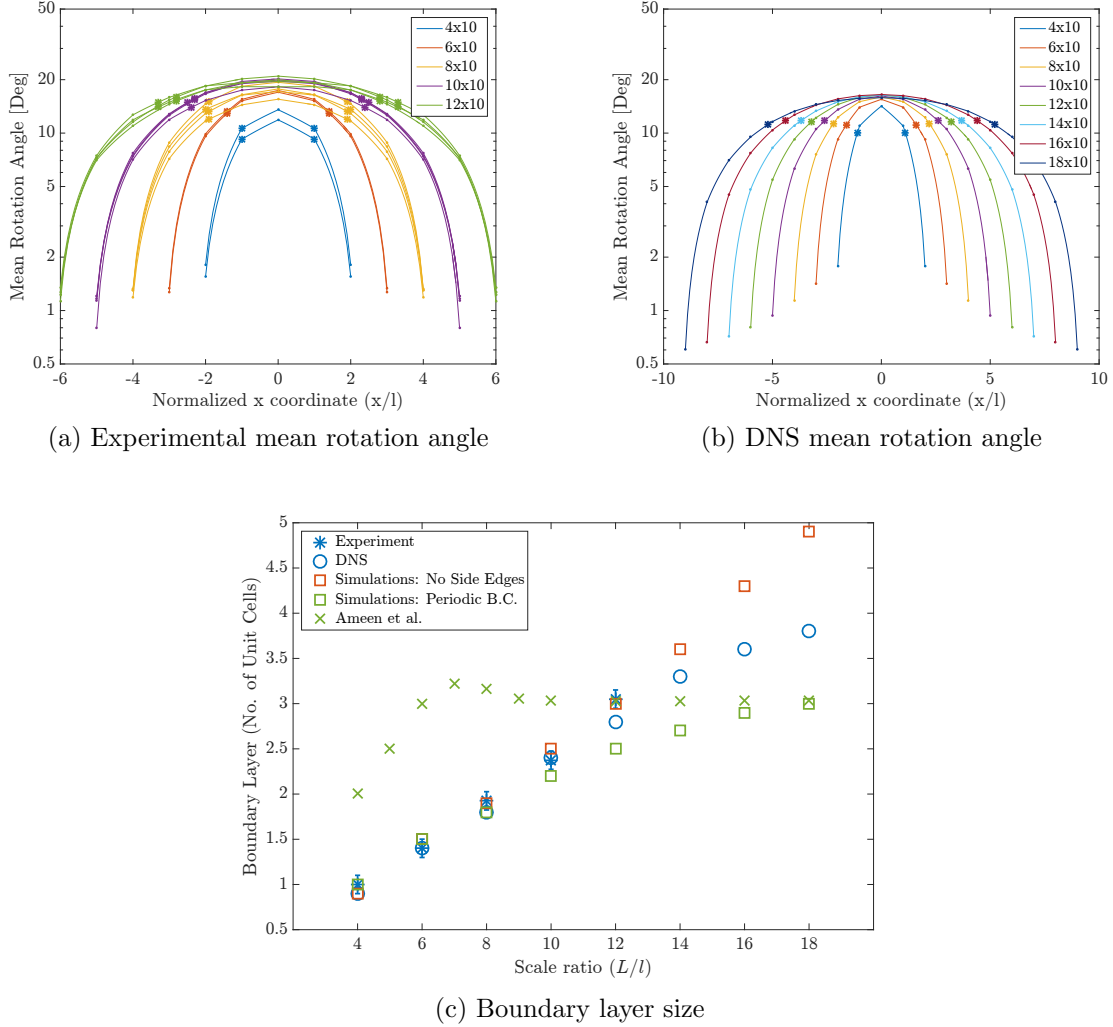 50
20
10
5
2
1
0.5
-6
-4
-2
0
2
4
6
Mean Rotation Angle [Deg]
Normalized x coordinate (x/l)
4x10
6x10
8x10
10x10
12x10
(a) Experimental mean rotation angle
50
20
10
5
2
1
0.5
-10
-5
0
5
10
Mean Rotation Angle [Deg]
Normalized x coordinate (x/l)
4x10
6x10
8x10
10x10
12x10
14x10
16x10
18x10
(b) DNS mean rotation angle
5
4.5
4
3.5
3
2.5
2
1.5
1
0.5
4
6
8
10
12
14
16
18
Boundary Layer (No. of Unit Cells)
Scale ratio (L/l)
Experiment
DNS
Simulations: No Side Edges
Simulations: Periodic B.C.
Ameen et al.
(c) Boundary layer size